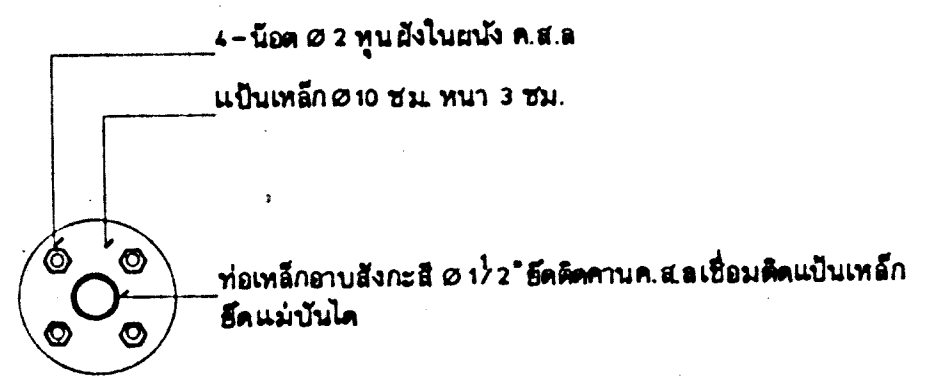 4-น๊อต Ø 2 หุน ฝังในผนัง ค.ส.ล
แป้นเหล็ก Ø 10 ซม. หนา 3 ซม.
ท่อเหล็กอาบสังกะสี Ø 1 1/2" ยึดติดคานค.ส.ลเชื่อมติดแป้นเหล็ก
ยึดแม่บันได